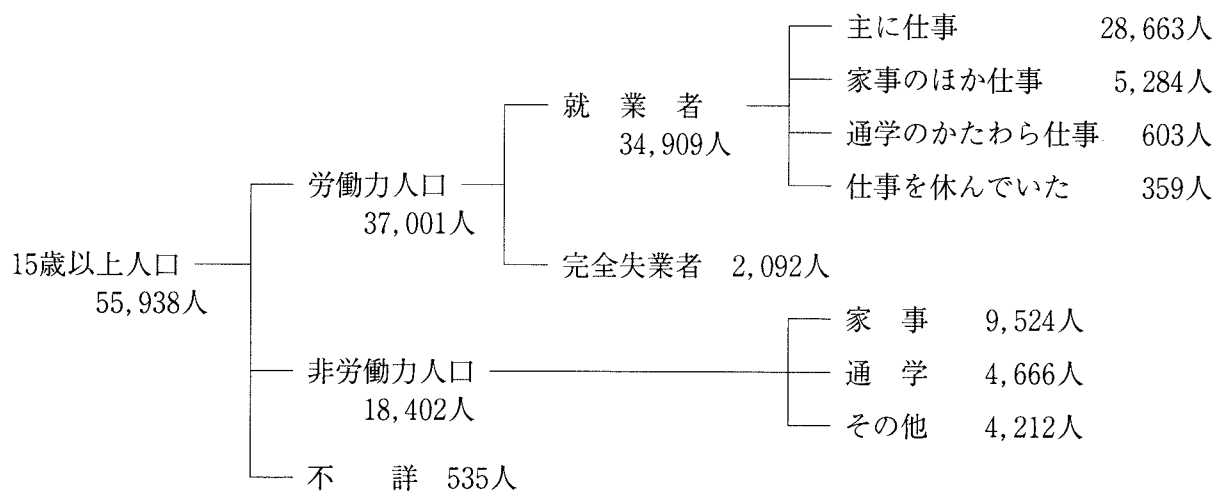 主に仕事 28,663人
家事のほか仕事 5,284人
就業者
通学のかたわら仕事 603人
34,909人
労働力人口
仕事を休んでいた 359人
37,001人
15歳以上人口
完全失業者 2,092人
55,938人
家事 9,524人
非労働力人口
通学 4,666人
18,402人
その他 4,212人
不詳 535人